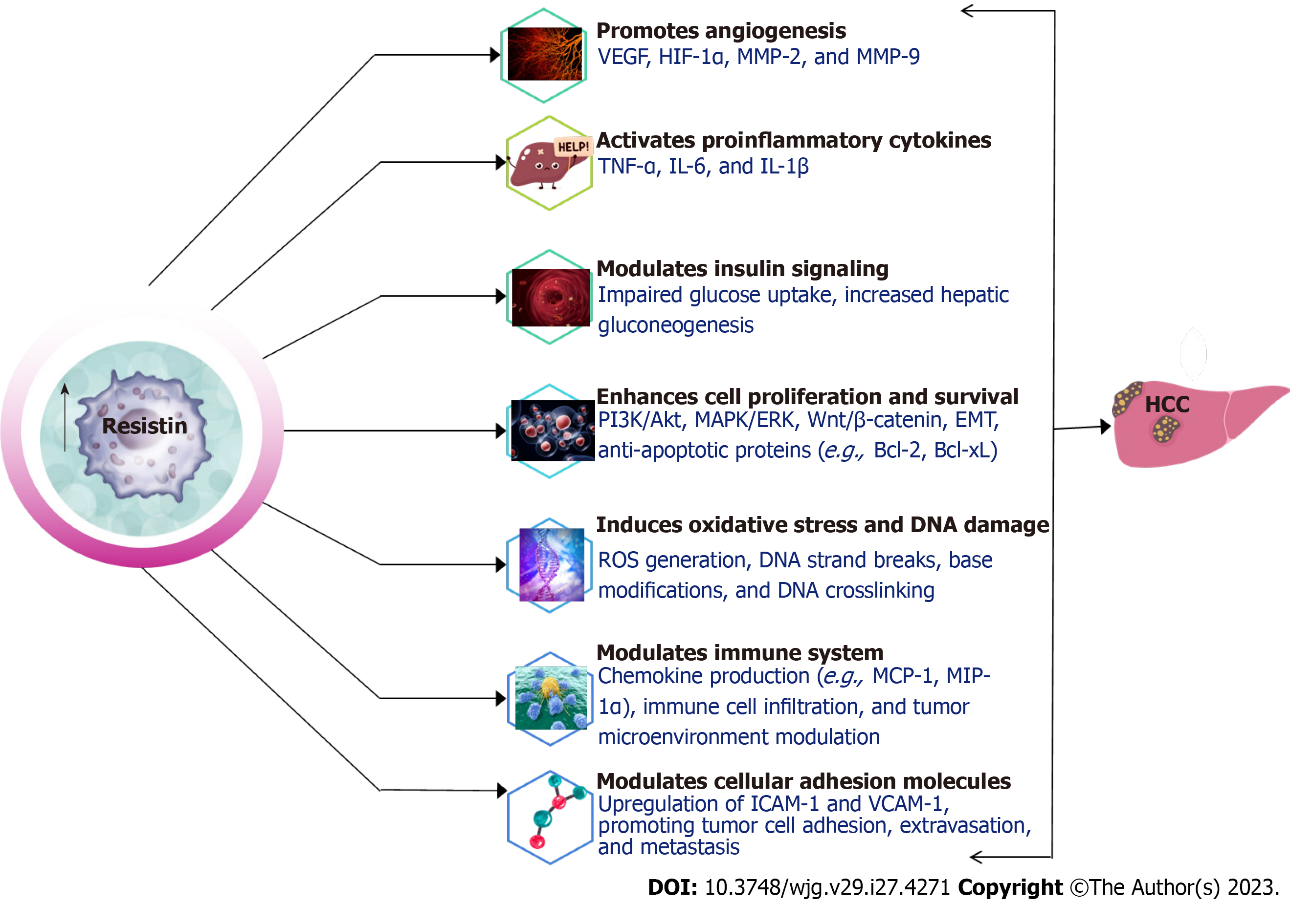 Promotes angiogenesis
VEGF, HIF-1α, MMP-2, and MMP-9
HELP!
Activates proinflammatory cytokines
TNF-α, IL-6, and IL-1β
Modulates insulin signaling
Impaired glucose uptake, increased hepatic
gluconeogenesis
Resistin
Enhances cell proliferation and survival
PI3K/Akt, MAPK/ERK, Wnt/β-catenin, EMT,
anti-apoptotic proteins (e.g., Bcl-2, Bcl-xL)
HCC
Induces oxidative stress and DNA damage
ROS generation, DNA strand breaks, base
modifications, and DNA crosslinking
Modulates immune system
Chemokine production (e.g., MCP-1, MIP-
1α), immune cell infiltration, and tumor
microenvironment modulation
Modulates cellular adhesion molecules
Upregulation of ICAM-1 and VCAM-1,
promoting tumor cell adhesion, extravasation,
and metastasis
DOI: 10.3748/wjg.v29.i27.4271 Copyright ©The Author(s) 2023.